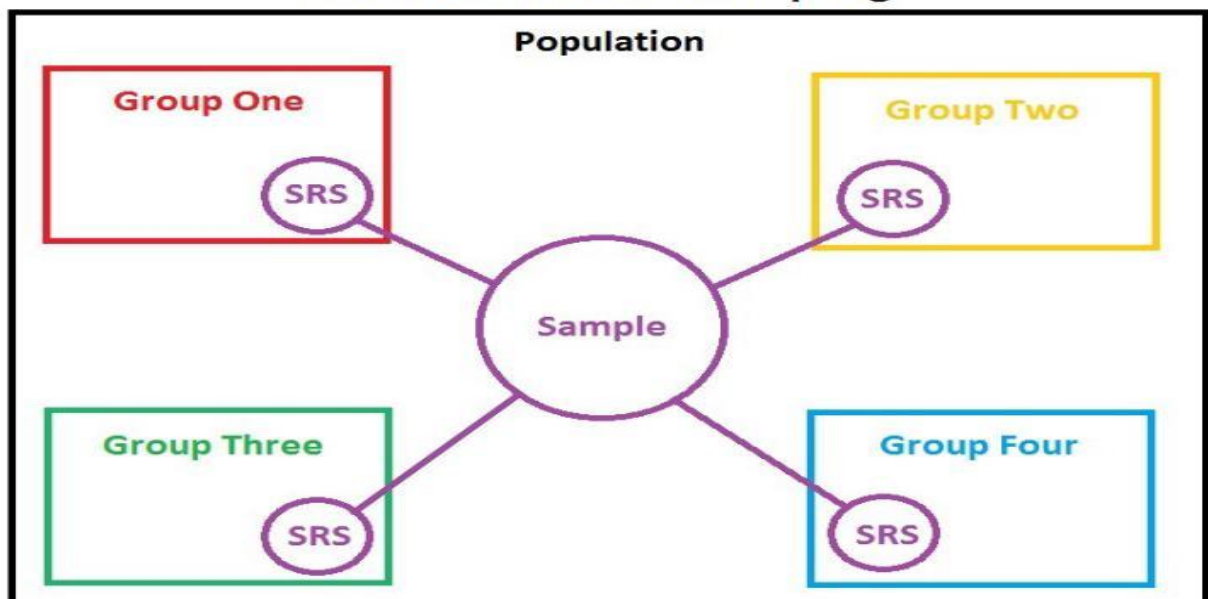 Population
Group One
Group Two
SRS
SRS
Sample
Group Three
Group Four
SRS
SRS